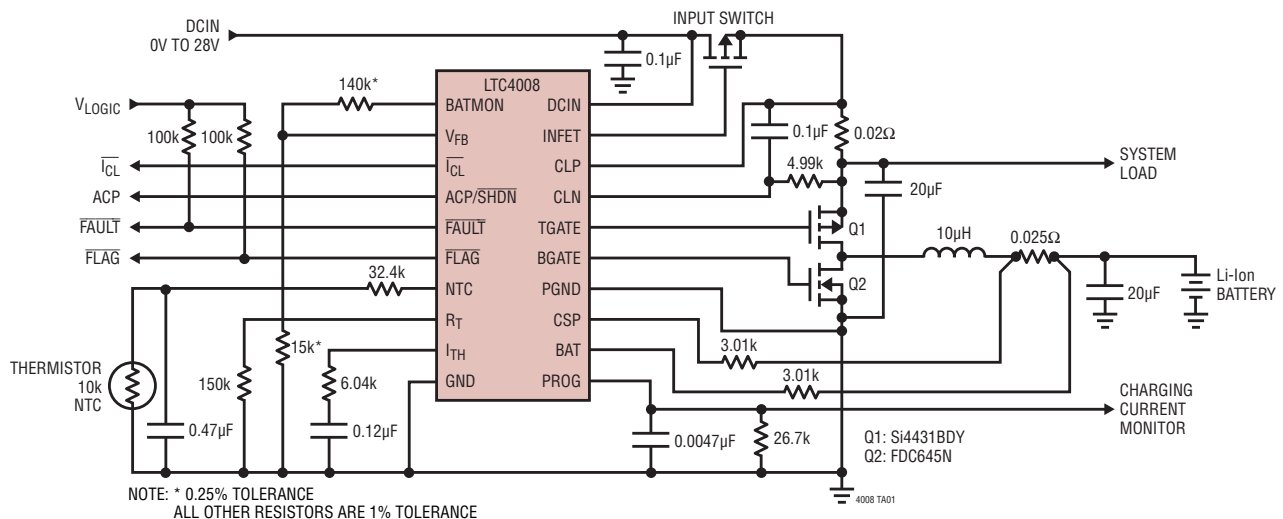 DCIN
0V TO 28V
INPUT SWITCH
0.1µF
LTC4008
140k*
V_LOGIC
100k
100k
BATMON
V_FB
I_CL
ACP/SHDN
FAULT
FLAG
NTC
R_T
I_TH
GND
DCIN
INFET
CLP
CLN
TGATE
BGATE
PGND
CSP
BAT
PROG
I_CL
ACP
FAULT
FLAG
0.1µF
0.02Ω
4.99k
SYSTEM
LOAD
20µF
Q1
Q2
10µH
0.025Ω
20µF
Li-Ion
BATTERY
32.4k
THERMISTOR
10k
NTC
0.47µF
150k
15k*
6.04k
0.12µF
3.01k
3.01k
CHARGING
CURRENT
MONITOR
0.0047µF
26.7k
Q1: Si4431BDY
Q2: FDC645N
4008 TA01
NOTE: * 0.25% TOLERANCE
ALL OTHER RESISTORS ARE 1% TOLERANCE